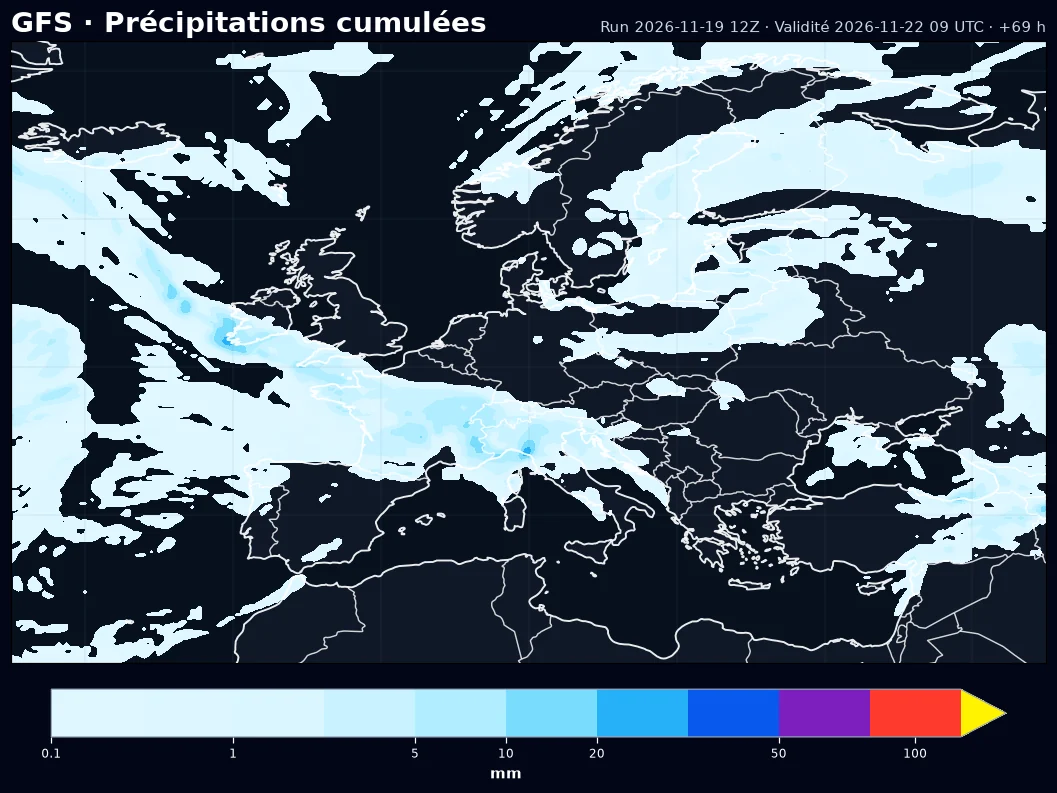 GFS · Précipitations cumulées
Run 2026-11-19 12Z · Validité 2026-11-22 09 UTC · +69 h
0.1 1 5 10 20 50 100
mm